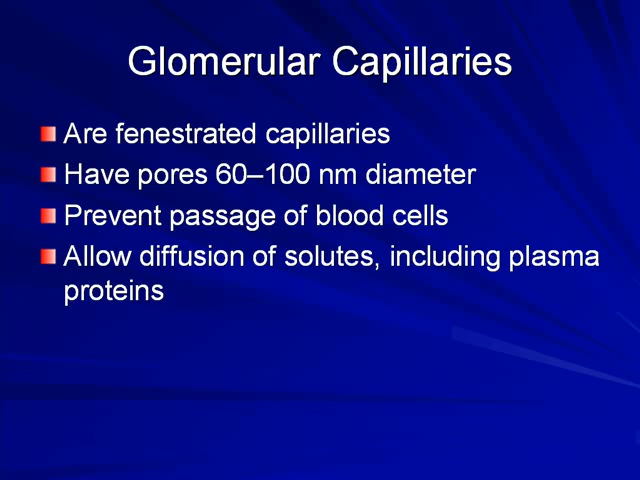 Glomerular Capillaries
Are fenestrated capillaries
Have pores 60–100 nm diameter
Prevent passage of blood cells
Allow diffusion of solutes, including plasma
proteins